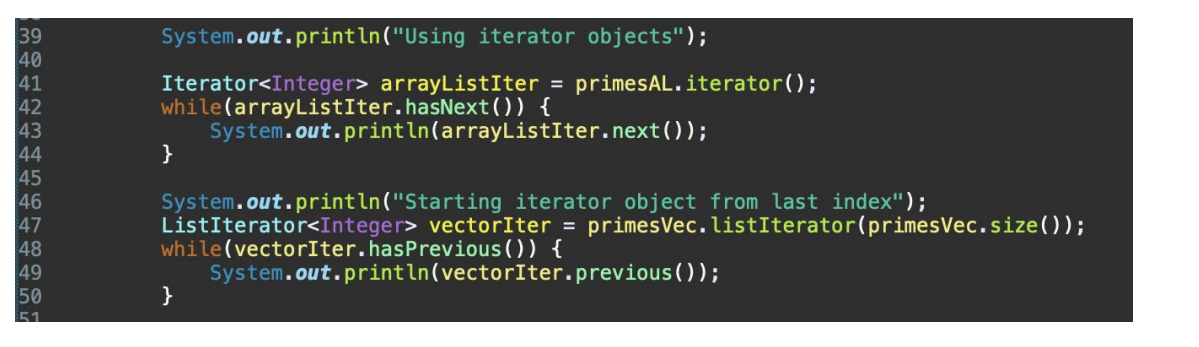 39 System.out.println("Using iterator objects");
40
41 Iterator<Integer> arrayListIter = primesAL.iterator();
42 while(arrayListIter.hasNext()) {
43 System.out.println(arrayListIter.next());
44 }
45
46 System.out.println("Starting iterator object from last index");
47 ListIterator<Integer> vectorIter = primesVec.listIterator(primesVec.size());
48 while(vectorIter.hasPrevious()) {
49 System.out.println(vectorIter.previous());
50 }
51